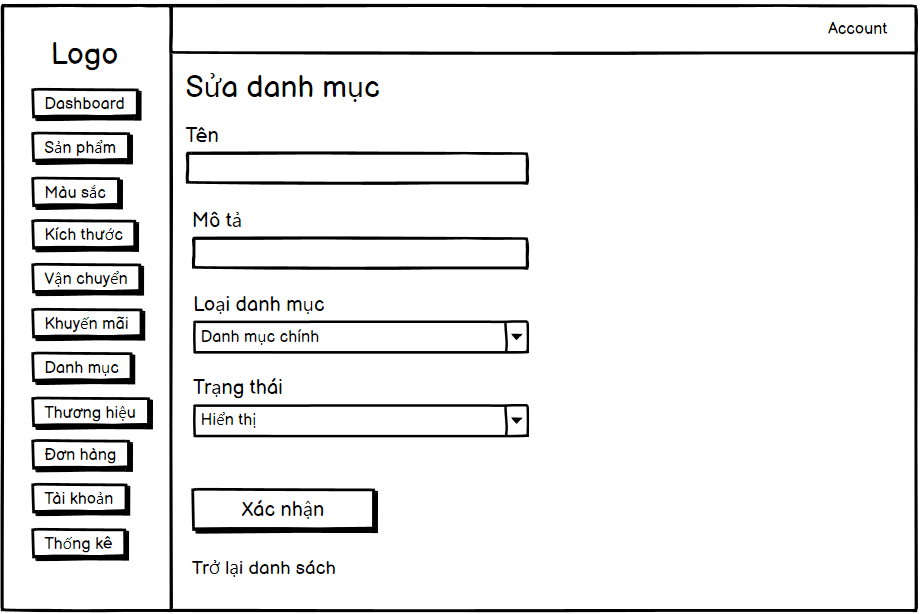 Account
Logo
Dashboard
Sản phẩm
Màu sắc
Kích thước
Vận chuyển
Khuyến mãi
Danh mục
Thương hiệu
Đơn hàng
Tài khoản
Thống kê
Sửa danh mục
Tên
Mô tả
Loại danh mục
Danh mục chính
Trạng thái
Hiển thị
Xác nhận
Trở lại danh sách